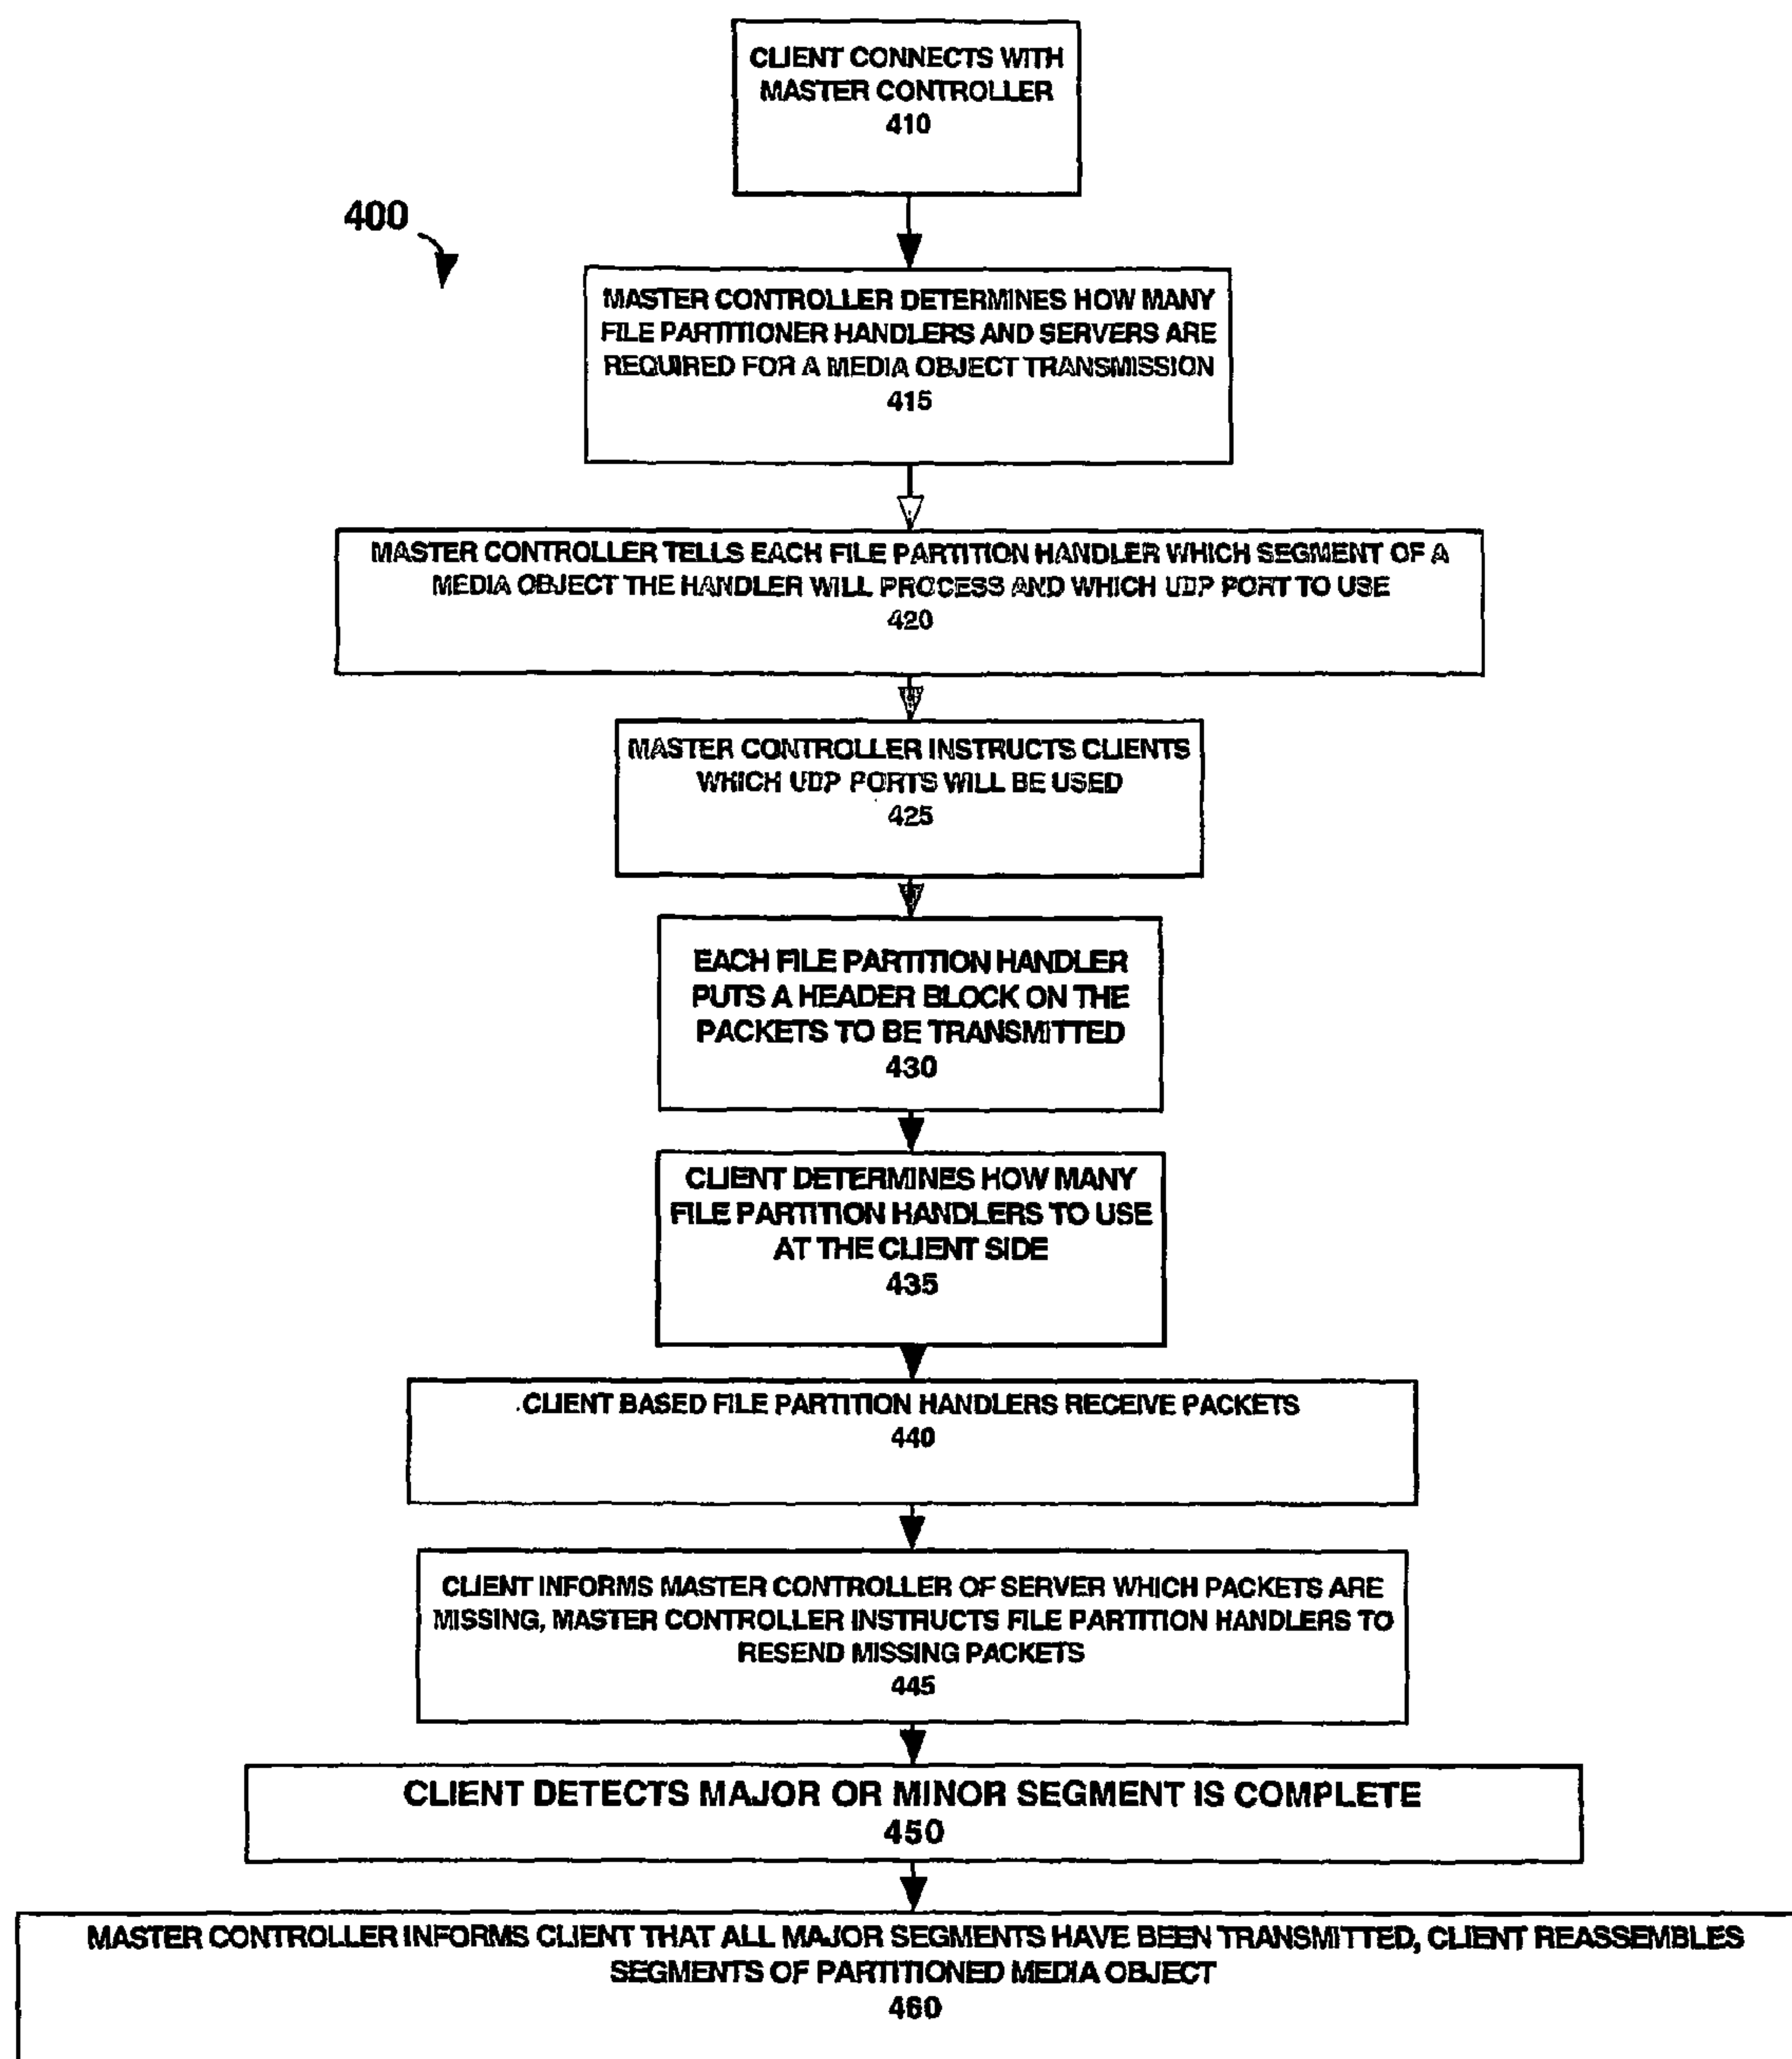 CLIENT CONNECTS WITH
MASTER CONTROLLER
410
400
MASTER CONTROLLER DETERMINES HOW MANY
FILE PARTITIONER HANDLERS AND SERVERS ARE
REQUIRED FOR A MEDIA OBJECT TRANSMISSION
415
MASTER CONTROLLER TELLS EACH FILE PARTITION HANDLER WHICH SEGMENT OF A
MEDIA OBJECT THE HANDLER WILL PROCESS AND WHICH UDP PORT TO USE
420
MASTER CONTROLLER INSTRUCTS CLIENTS
WHICH UDP PORTS WILL BE USED
425
EACH FILE PARTITION HANDLER
PUTS A HEADER BLOCK ON THE
PACKETS TO BE TRANSMITTED
430
CLIENT DETERMINES HOW MANY
FILE PARTITION HANDLERS TO USE
AT THE CLIENT SIDE
435
CLIENT BASED FILE PARTITION HANDLERS RECEIVE PACKETS
440
CLIENT INFORMS MASTER CONTROLLER OF SERVER WHICH PACKETS ARE
MISSING, MASTER CONTROLLER INSTRUCTS FILE PARTITION HANDLERS TO
RESEND MISSING PACKETS
445
CLIENT DETECTS MAJOR OR MINOR SEGMENT IS COMPLETE
450
MASTER CONTROLLER INFORMS CLIENT THAT ALL MAJOR SEGMENTS HAVE BEEN TRANSMITTED, CLIENT REASSEMBLES
SEGMENTS OF PARTITIONED MEDIA OBJECT
460